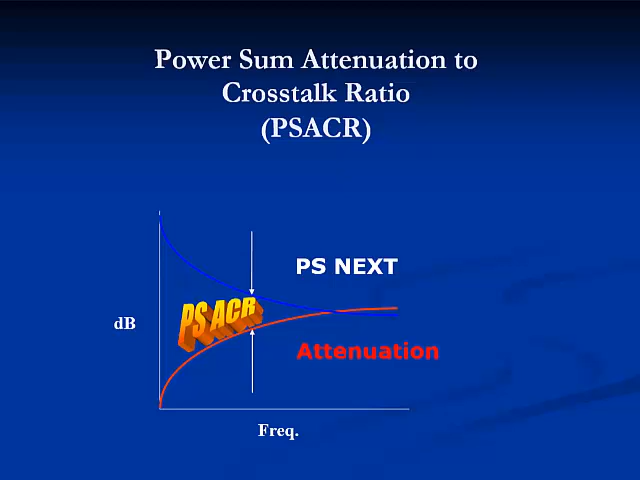 Power Sum Attenuation to
Crosstalk Ratio
(PSACR)
PS NEXT
PS ACR
dB
Attenuation
Freq.